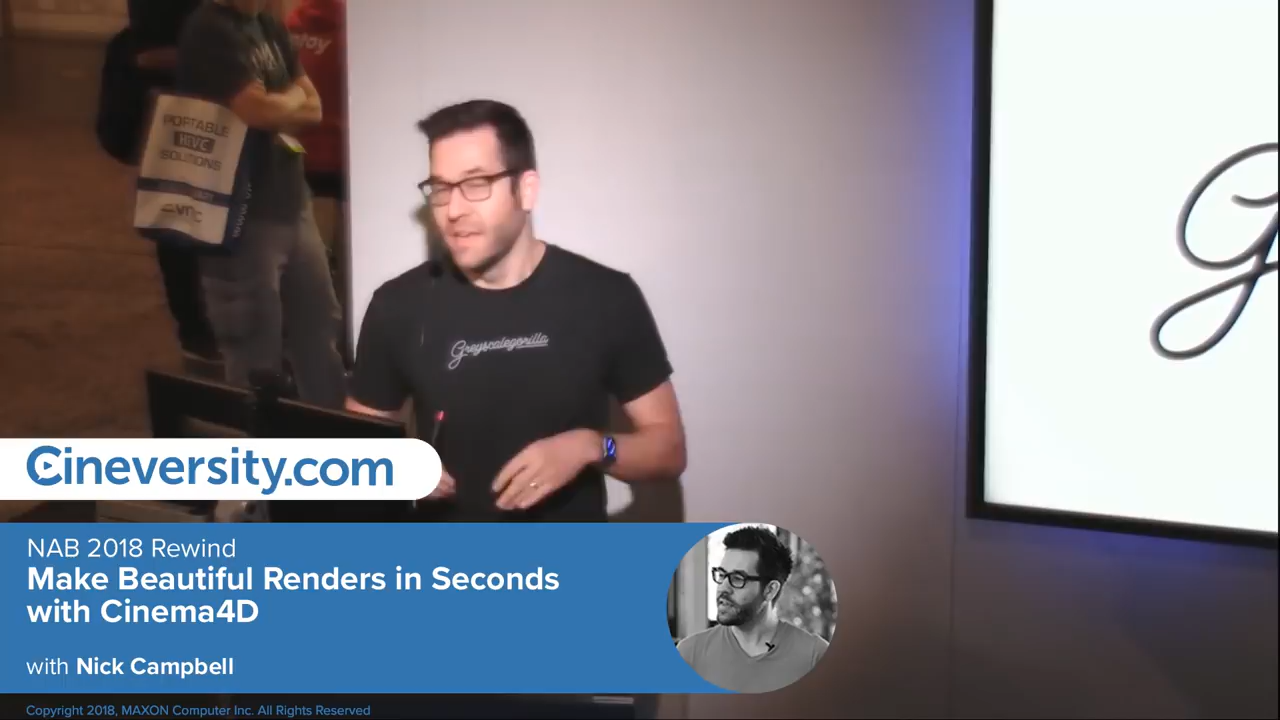 PORTABLE
HEVC
SOLUTIONS
Greyscalegorilla
G
Cineversity.com
NAB 2018 Rewind
Make Beautiful Renders in Seconds
with Cinema4D
with Nick Campbell
Copyright 2018, MAXON Computer Inc. All Rights Reserved